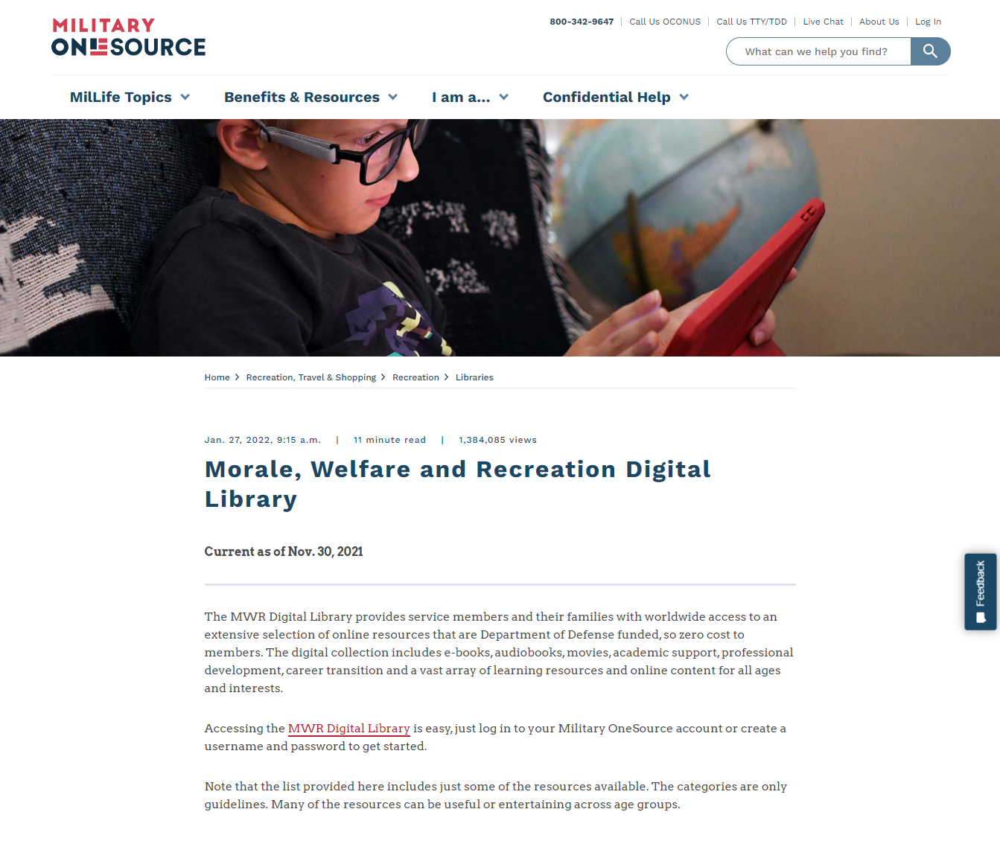 MILITARY
ONESOURCE
800-342-9647 | Call Us OCONUS | Call Us TTY/TDD | Live Chat | About Us | Log In
What can we help you find?
MilLife Topics
Benefits & Resources
I am a...
Confidential Help
Home > Recreation, Travel & Shopping > Recreation > Libraries
Jan. 27, 2022, 9:15 a.m. | 11 minute read | 1,384,085 views
Morale, Welfare and Recreation Digital
Library
Current as of Nov. 30, 2021
Feedback
The MWR Digital Library provides service members and their families with worldwide access to an
extensive selection of online resources that are Department of Defense funded, so zero cost to
members. The digital collection includes e-books, audiobooks, movies, academic support, professional
development, career transition and a vast array of learning resources and online content for all ages
and interests.
Accessing the MWR Digital Library is easy, just log in to your Military OneSource account or create a
username and password to get started.
Note that the list provided here includes just some of the resources available. The categories are only
guidelines. Many of the resources can be useful or entertaining across age groups.